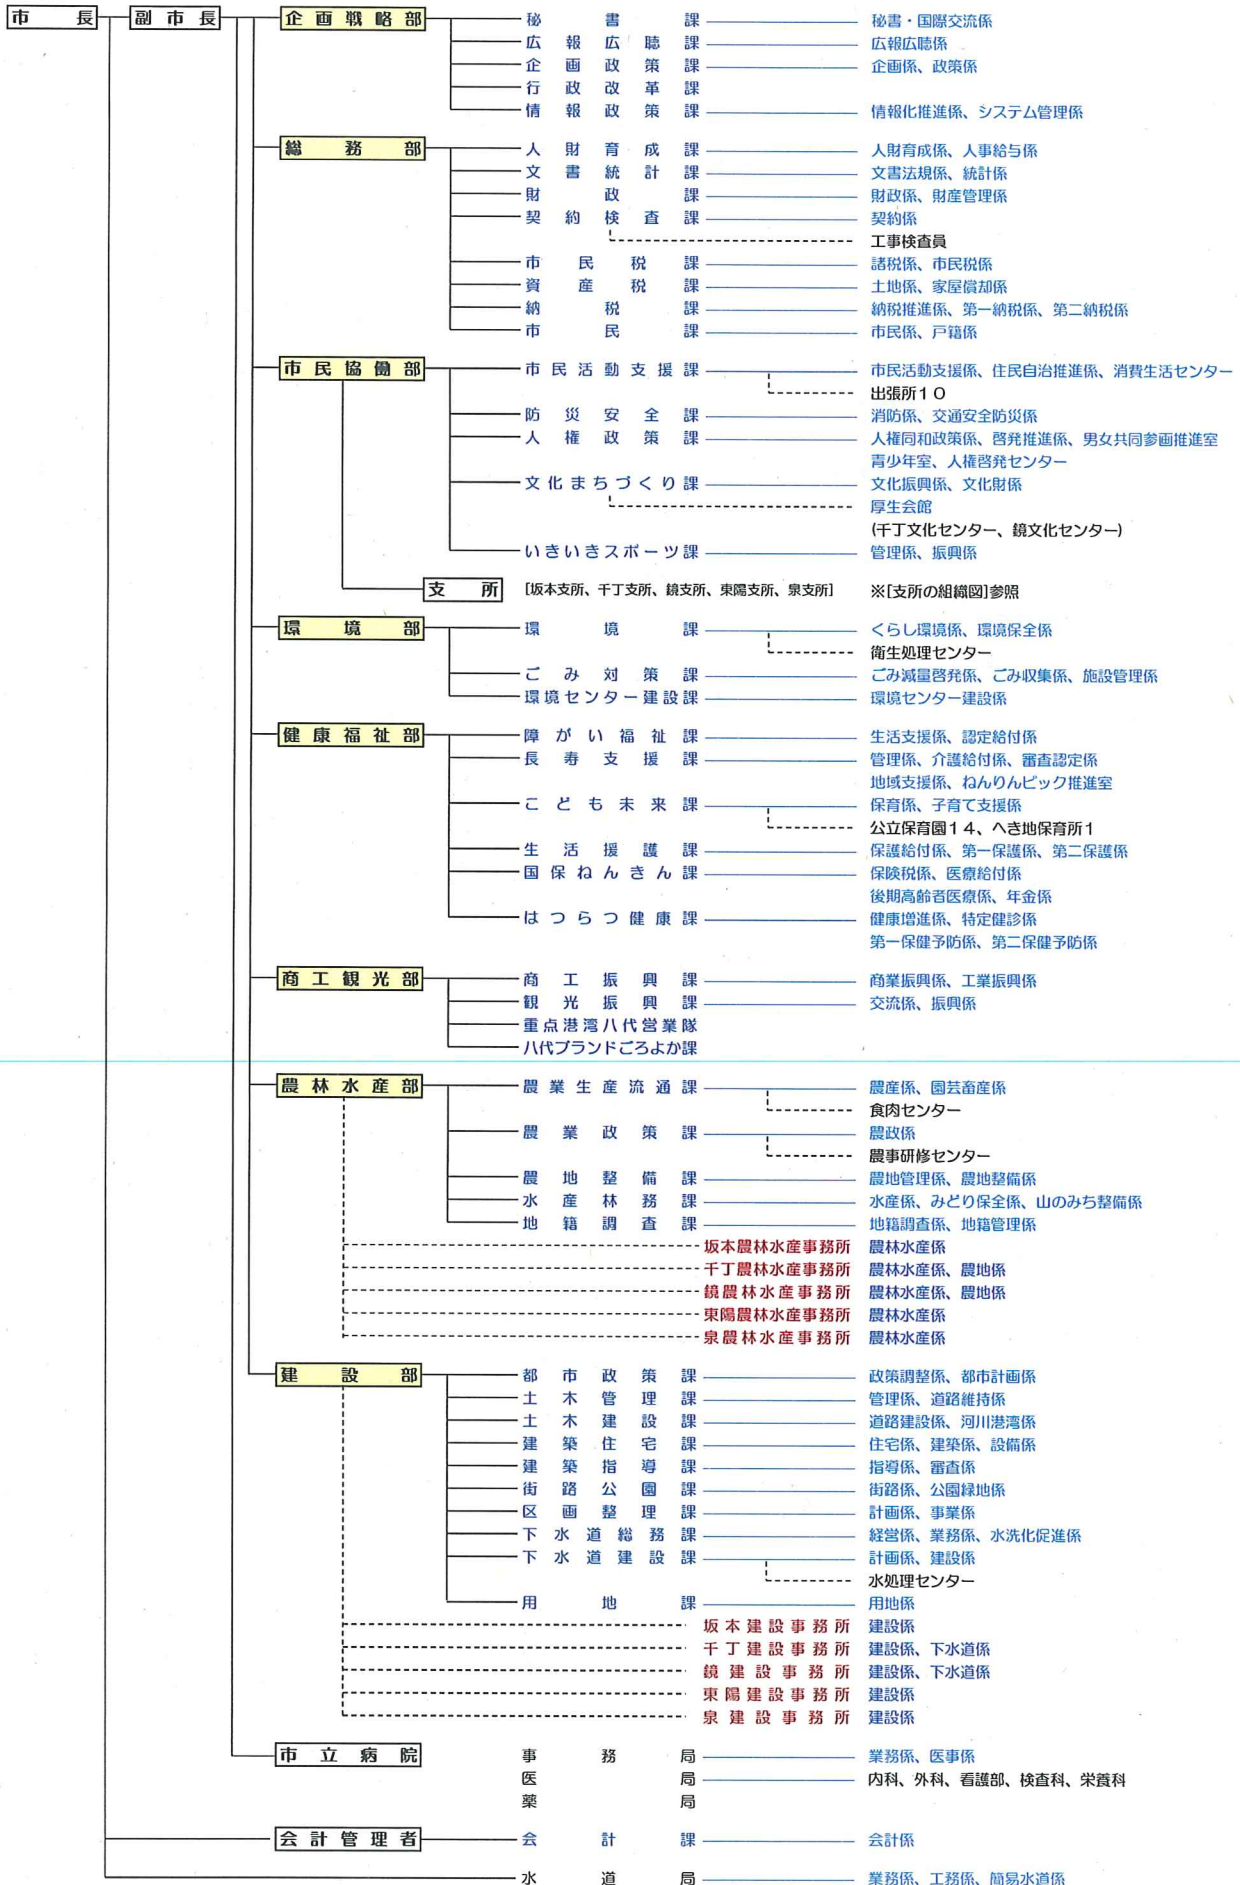 市長 副市長 企画戦略部 秘書課 秘書・国際交流係
広報広聴課 広報広聴係
企画政策課 企画係、政策係
行政改革課
情報政策課 情報化推進係、システム管理係
総務部 人財育成課 人財育成係、人事給与係
文書統計課 文書法規係、統計係
財政課 財政係、財産管理係
契約検査課 契約係
工事検査員
市民税課 諸税係、市民税係
資産税課 土地係、家屋償却係
納税課 納税推進係、第一納税係、第二納税係
市民課 市民係、戸籍係
市民協働部 市民活動支援課 市民活動支援係、住民自治推進係、消費生活センター
出張所10
防災安全課 消防係、交通安全防災係
人権政策課 人権同和政策係、啓発推進係、男女共同参画推進室
青少年室、人権啓発センター
文化まちづくり課 文化振興係、文化財係
厚生会館
(千丁文化センター、鏡文化センター)
いきいきスポーツ課 管理係、振興係
支所 [坂本支所、千丁支所、鏡支所、東陽支所、泉支所] ※[支所の組織図]参照
環境部 環境課 くらし環境係、環境保全係
衛生処理センター
ごみ対策課 ごみ減量啓発係、ごみ収集係、施設管理係
環境センター建設課 環境センター建設係
健康福祉部 障がい福祉課 生活支援係、認定給付係
長寿支援課 管理係、介護給付係、審査認定係
地域支援係、ねんりんピック推進室
こども未来課 保育係、子育て支援係
公立保育園14、へき地保育所1
生活援護課 保護給付係、第一保護係、第二保護係
国保ねんきん課 保険税係、医療給付係
後期高齢者医療係、年金係
はつらつ健康課 健康増進係、特定健診係
第一保健予防係、第二保健予防係
商工観光部 商工振興課 商業振興係、工業振興係
観光振興課 交流係、振興係
重点港湾八代営業隊
八代ブランドごろよか課
農林水産部 農業生産流通課 農産係、園芸畜産係
食肉センター
農業政策課 農政係
農事研修センター
農地整備課 農地管理係、農地整備係
水産林務課 水産係、みどり保全係、山のみち整備係
地籍調査課 地籍調査係、地籍管理係
坂本農林水産事務所 農林水産係
千丁農林水産事務所 農林水産係、農地係
鏡農林水産事務所 農林水産係、農地係
東陽農林水産事務所 農林水産係
泉農林水産事務所 農林水産係
建設部 都市政策課 政策調整係、都市計画係
土木管理課 管理係、道路維持係
土木建設課 道路建設係、河川港湾係
建築住宅課 住宅係、建築係、設備係
建築指導課 指導係、審査係
街路公園課 街路係、公園緑地係
区画整理課 計画係、事業係
下水道総務課 経営係、業務係、水洗化促進係
下水道建設課 計画係、建設係
水処理センター
用地課 用地係
坂本建設事務所 建設係
千丁建設事務所 建設係、下水道係
鏡建設事務所 建設係、下水道係
東陽建設事務所 建設係
泉建設事務所 建設係
市立病院 事務局 業務係、医事係
医局 内科、外科、看護部、検査科、栄養科
薬局
会計管理者 会計課 会計係
水道局 業務係、工務係、簡易水道係